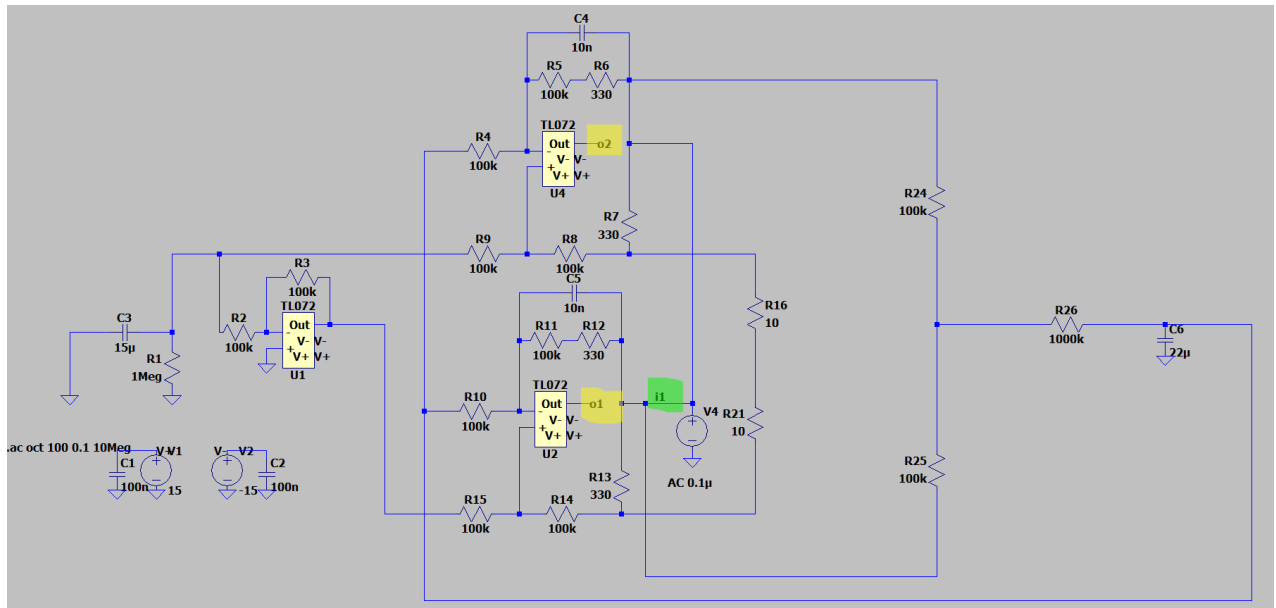 C4
10n
R5
R6
100k
330
TL072
R4
Out
o2
-
V- V-
+
V+ V+
100k
U4
R24
100k
R7
330
R9
R8
100k
100k
R3
100k
C5
10n
TL072
C3
R2
Out
-
V- V-
+
V+ V+
15µ
100k
U1
R1
1Meg
R11
R12
100k
330
R16
10
R26
1000k
C6
22µ
TL072
R10
Out
o1
i1
-
V- V-
+
V+ V+
100k
U2
V4
R21
10
AC 0.1µ
.ac oct 100 0.1 10Meg
V+
V1
V-
V2
C1
C2
100n
15
-15
100n
R13
330
R25
100k
R15
R14
100k
100k